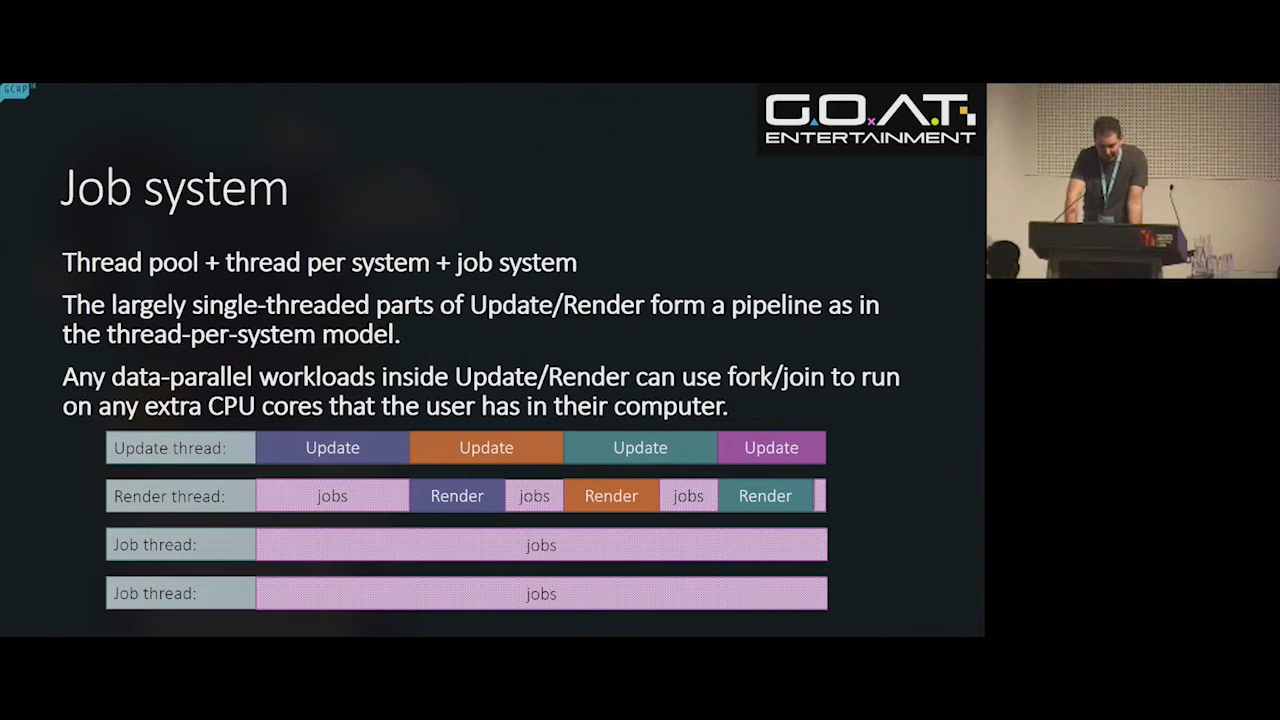 GCAP
G.O.A.T.
ENTERTAINMENT
Job system
Thread pool + thread per system + job system
The largely single-threaded parts of Update/Render form a pipeline as in
the thread-per-system model.
Any data-parallel workloads inside Update/Render can use fork/join to run
on any extra CPU cores that the user has in their computer.
Update thread: Update Update Update Update
Render thread: jobs Render jobs Render jobs Render
Job thread: jobs
Job thread: jobs